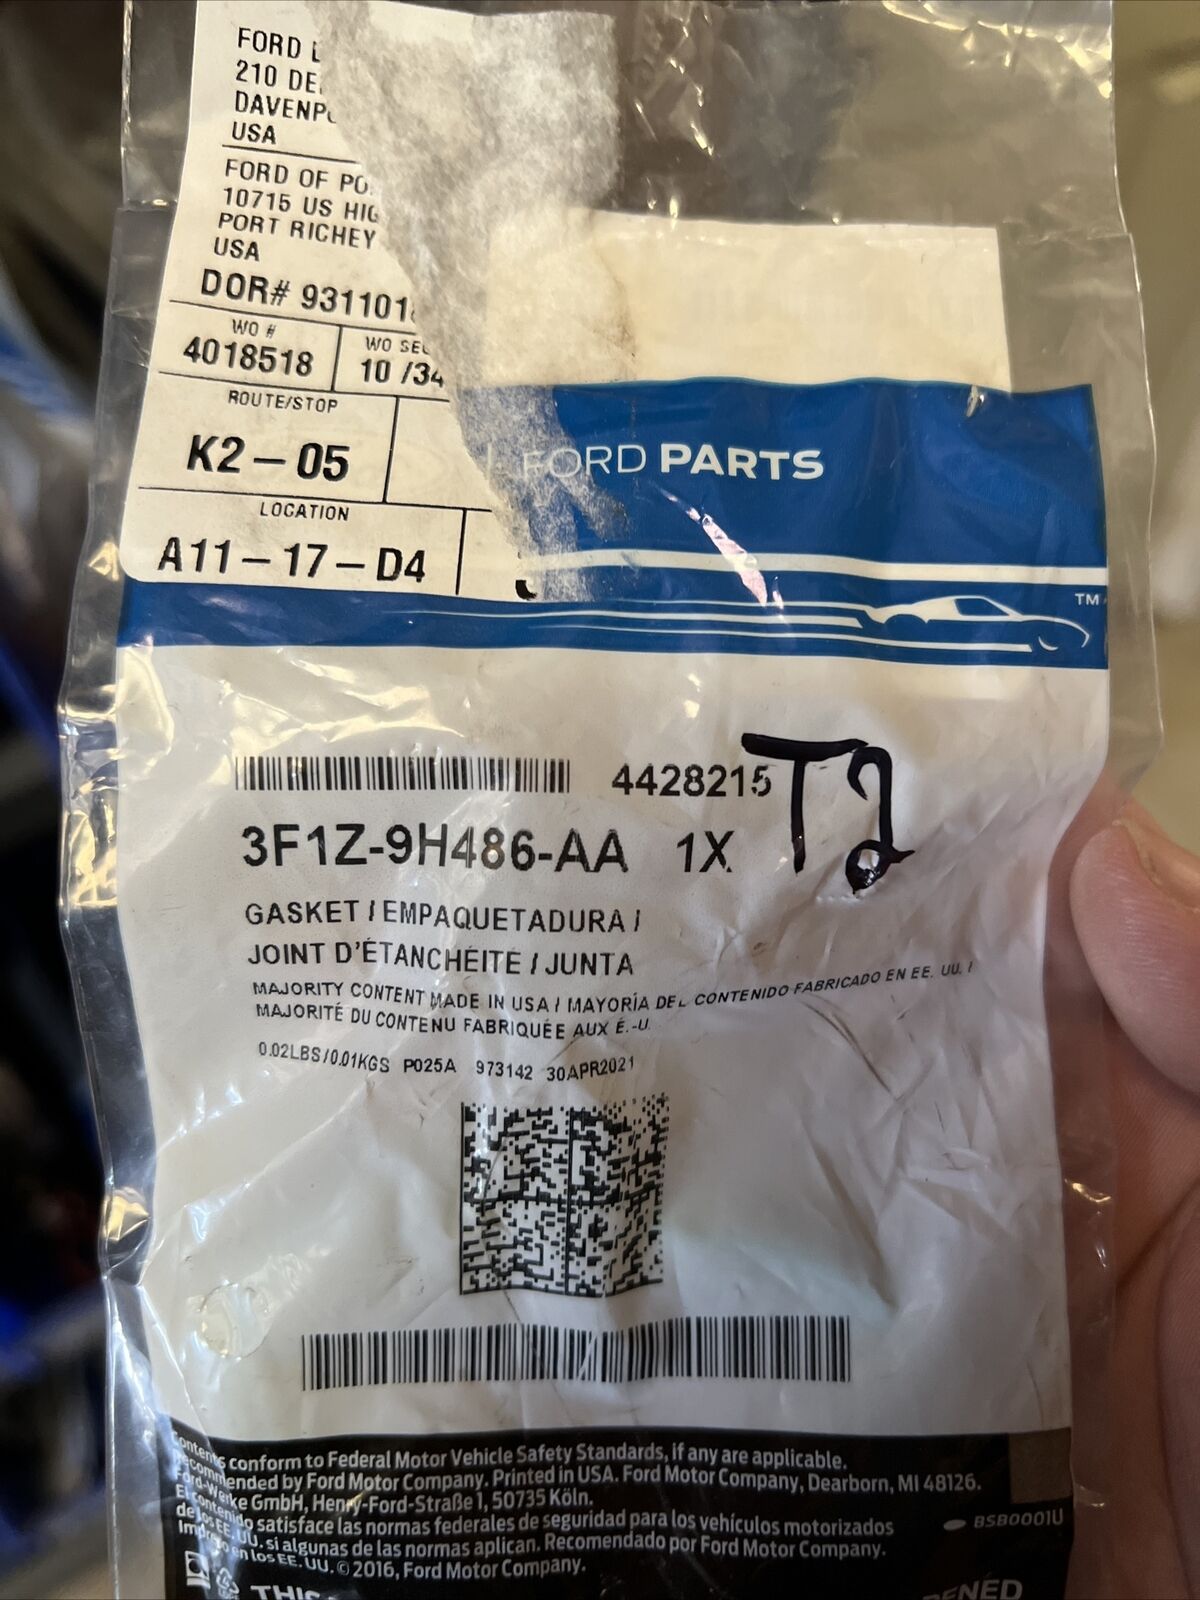 FORD
210
USA
FORD OF
10715 US
PORT RICHEY
USA
DOR#
WO #
4018518
WO
10 /34
ROUTE/STOP
K2-05
LOCATION
A11-17-D4
FORD PARTS
TM
4428215
T2
3F1Z-9H486-AA 1X
GASKET / EMPAQUETADURA /
JOINT D'ÉTANCHÉITÉ / JUNTA
MAJORITY CONTENT MADE IN USA / MAYORÍA DEL CONTENIDO FABRICADO EN EE. UU. /
MAJORITÉ DU CONTENU FABRIQUÉE AUX É.-U.
0.02LBS/0.01KGS P025A 973142 30APR2021
Contents conform to Federal Motor Vehicle Safety Standards, if any are applicable.
Recommended by Ford Motor Company. Printed in USA. Ford Motor Company, Dearborn, MI 48126.
Ford-Werke GmbH, Henry-Ford-Straße 1, 50735 Köln.
El contenido satisface las normas federales de seguridad para los vehículos motorizados
de los EE. UU. si algunas de las normas aplican. Recomendado por Ford Motor Company.
Impreso en los EE. UU. © 2016, Ford Motor Company.
BSB0001U
THIS